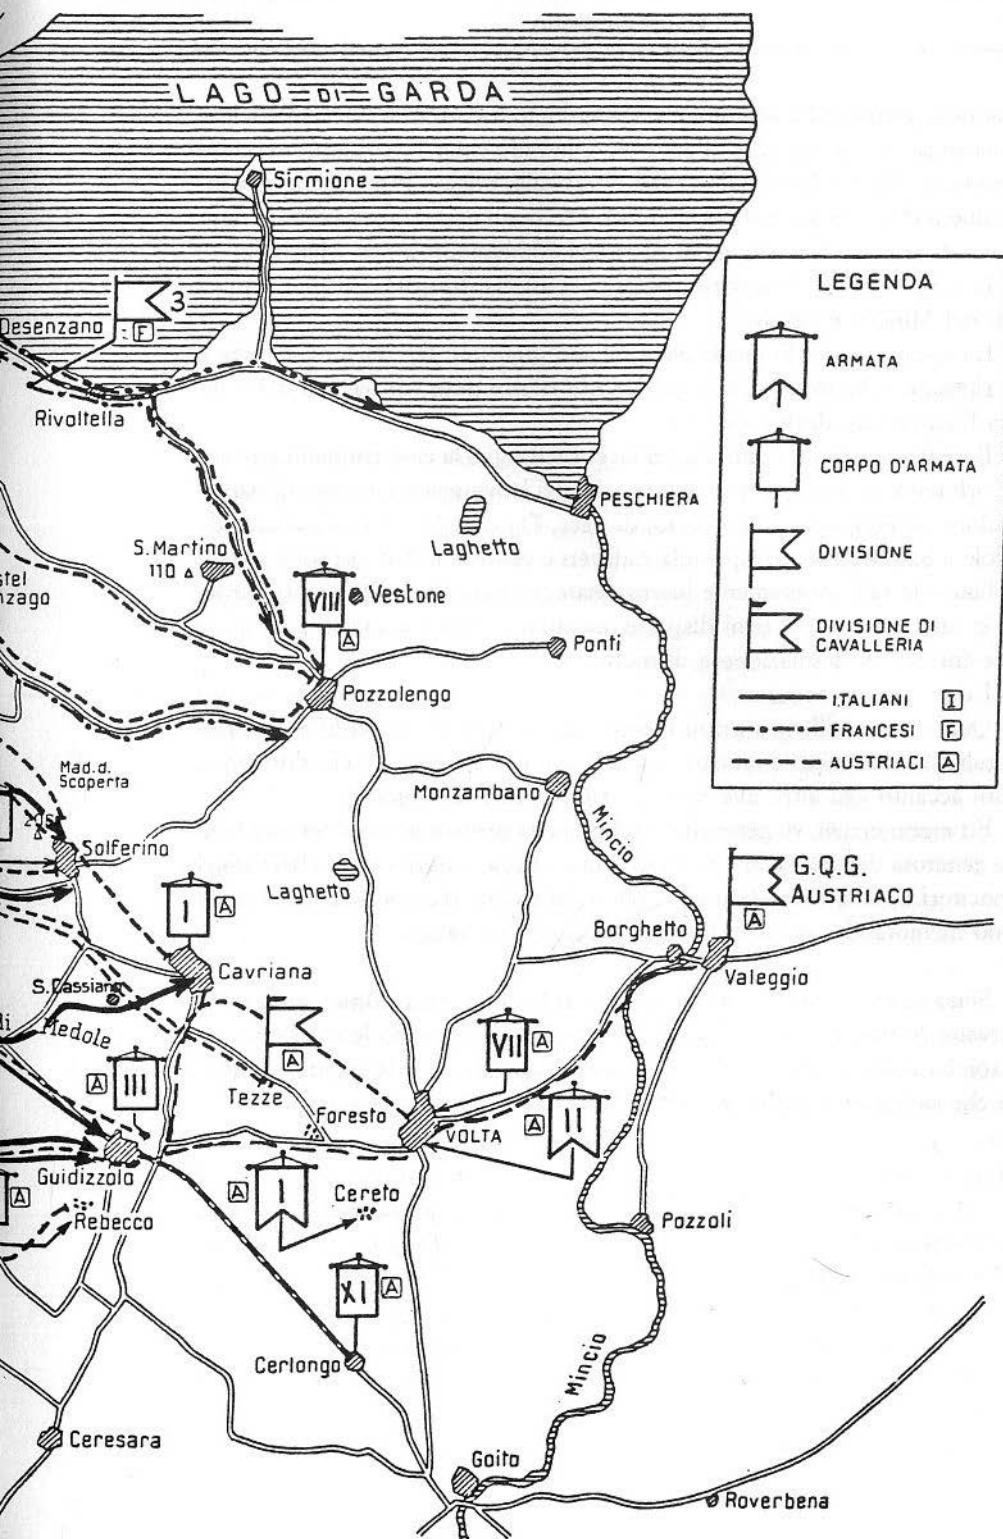 LAGO DI GARDA
Sirmione
3
Desenzano
F
Rivoltella
LEGENDA
ARMATA
CORPO D'ARMATA
DIVISIONE
DIVISIONE DI
CAVALLERIA
ITALIANI I
FRANCESI F
AUSTRIACI A
PESCHIERA
Laghetto
S.Martino
110
VIII
A
Vestone
Ponti
Pozzolengo
Mad.d.
Scoperta
Monzambano
Mincio
Solferino
Laghetto
I
A
G.Q.G.
AUSTRIACO
A
Borghetto
Valeggio
Cavriana
S.Cassiano
Medole
A
VII
A
III
A
Tezze
Foresto
VOLTA
II
A
Guidizzolo
I
A
Cereto
A
Rebecco
Pozzoli
XI
A
Cerlongo
Mincio
Ceresara
Goito
Roverbena